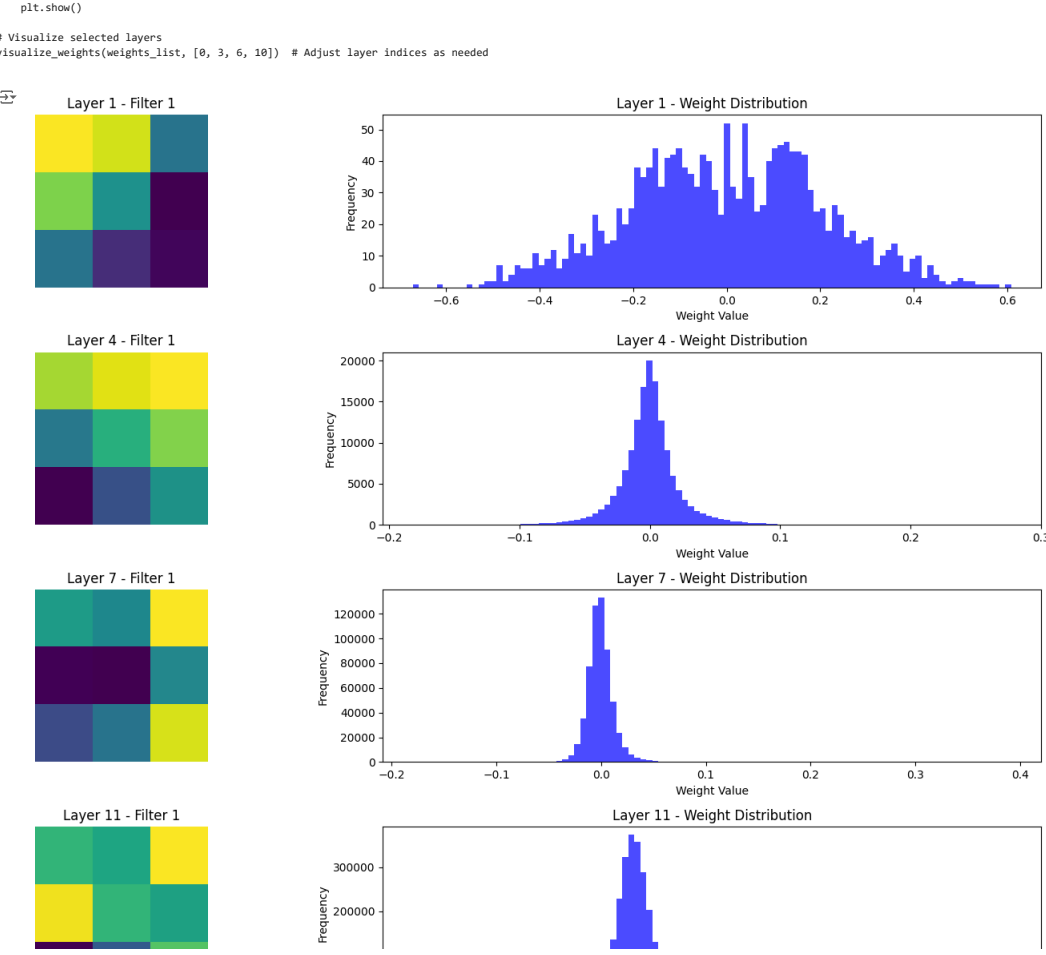 plt.show()
# Visualize selected layers
visualize_weights(weights_list, [0, 3, 6, 10])  # Adjust layer indices as needed
Layer 1 - Filter 1
Layer 1 - Weight Distribution
50
40
30
20
10
0
Frequency
−0.6 −0.4 −0.2 0.0 0.2 0.4 0.6
Weight Value
Layer 4 - Filter 1
Layer 4 - Weight Distribution
20000
15000
10000
5000
0
Frequency
−0.2 −0.1 0.0 0.1 0.2 0.3
Weight Value
Layer 7 - Filter 1
Layer 7 - Weight Distribution
120000
100000
80000
60000
40000
20000
0
Frequency
−0.2 −0.1 0.0 0.1 0.2 0.3 0.4
Weight Value
Layer 11 - Filter 1
Layer 11 - Weight Distribution
300000
200000
Frequency